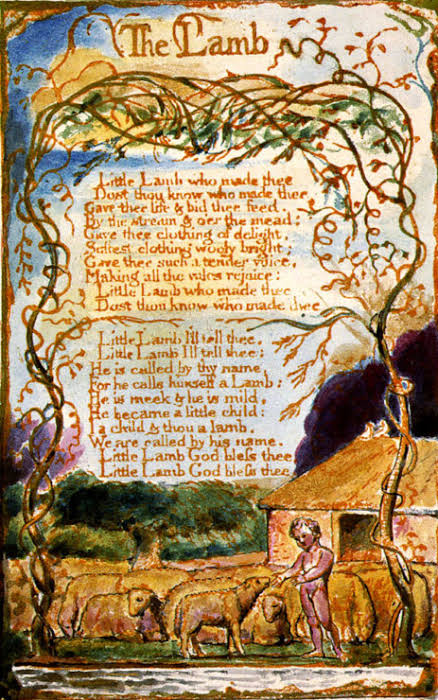 The Lamb
Little Lamb who made thee
Dost thou know who made thee
Gave thee life & bid thee feed.
By the stream & o'er the mead;
Gave thee clothing of delight,
Softest clothing wooly bright;
Gave thee such a tender voice,
Making all the vales rejoice:
Little Lamb who made thee
Dost thou know who made thee
Little Lamb I'll tell thee,
Little Lamb I'll tell thee:
He is called by thy name,
For he calls himself a Lamb:
He is meek & he is mild,
He became a little child:
I a child & thou a lamb,
We are called by his name.
Little Lamb God bless thee
Little Lamb God bless thee